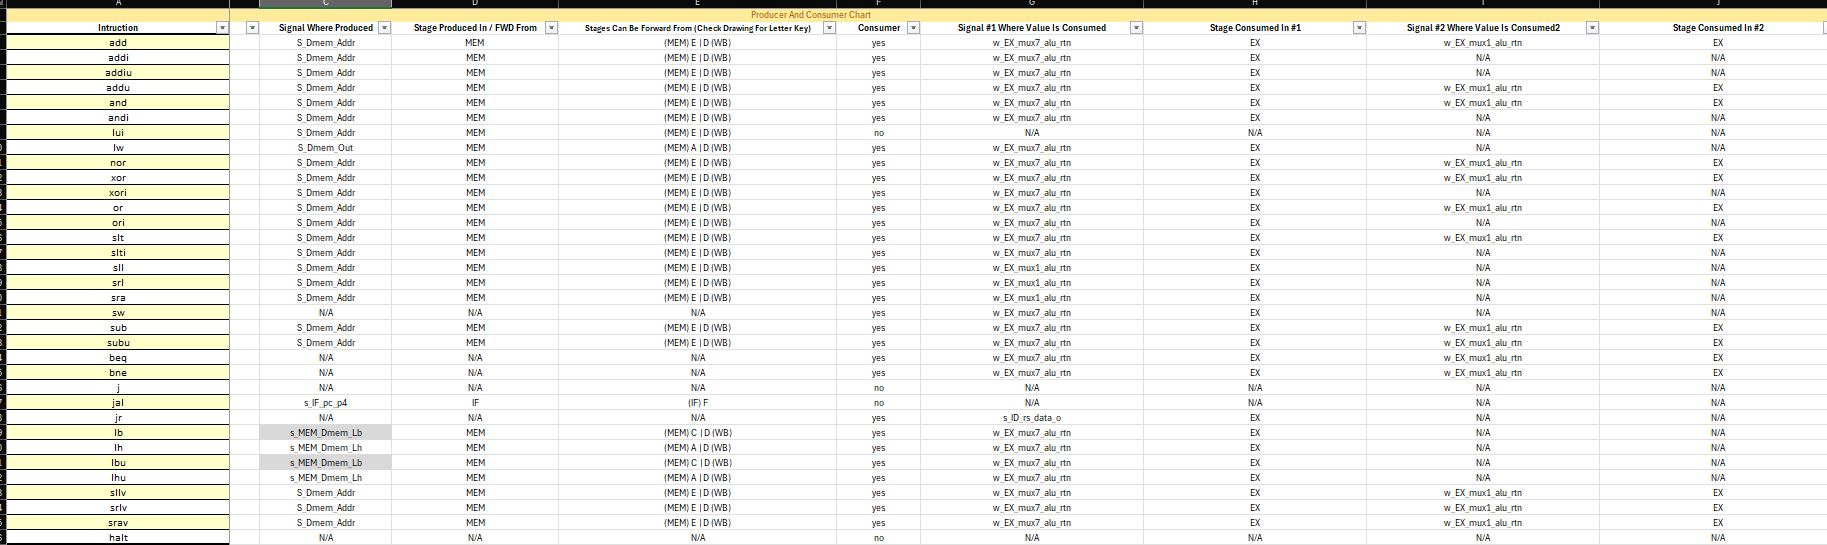 A C D E F G H I J
Producer And Consumer Chart
Intruction Signal Where Produced Stage Produced In / FWD From Stages Can Be Forward From (Check Drawing For Letter Key) Consumer Signal #1 Where Value Is Consumed Stage Consumed In #1 Signal #2 Where Value Is Consumed2 Stage Consumed In #2
add S_Dmem_Addr MEM (MEM) E | D (WB) yes w_EX_mux7_alu_rtn EX w_EX_mux1_alu_rtn EX
addi S_Dmem_Addr MEM (MEM) E | D (WB) yes w_EX_mux7_alu_rtn EX N/A N/A
addiu S_Dmem_Addr MEM (MEM) E | D (WB) yes w_EX_mux7_alu_rtn EX N/A N/A
addu S_Dmem_Addr MEM (MEM) E | D (WB) yes w_EX_mux7_alu_rtn EX w_EX_mux1_alu_rtn EX
and S_Dmem_Addr MEM (MEM) E | D (WB) yes w_EX_mux7_alu_rtn EX w_EX_mux1_alu_rtn EX
andi S_Dmem_Addr MEM (MEM) E | D (WB) yes w_EX_mux7_alu_rtn EX N/A N/A
lui S_Dmem_Addr MEM (MEM) E | D (WB) no N/A N/A N/A N/A
lw S_Dmem_Out MEM (MEM) A | D (WB) yes w_EX_mux7_alu_rtn EX N/A N/A
nor S_Dmem_Addr MEM (MEM) E | D (WB) yes w_EX_mux7_alu_rtn EX w_EX_mux1_alu_rtn EX
xor S_Dmem_Addr MEM (MEM) E | D (WB) yes w_EX_mux7_alu_rtn EX w_EX_mux1_alu_rtn EX
xori S_Dmem_Addr MEM (MEM) E | D (WB) yes w_EX_mux7_alu_rtn EX N/A N/A
or S_Dmem_Addr MEM (MEM) E | D (WB) yes w_EX_mux7_alu_rtn EX w_EX_mux1_alu_rtn EX
ori S_Dmem_Addr MEM (MEM) E | D (WB) yes w_EX_mux7_alu_rtn EX N/A N/A
slt S_Dmem_Addr MEM (MEM) E | D (WB) yes w_EX_mux7_alu_rtn EX w_EX_mux1_alu_rtn EX
slti S_Dmem_Addr MEM (MEM) E | D (WB) yes w_EX_mux7_alu_rtn EX N/A N/A
sll S_Dmem_Addr MEM (MEM) E | D (WB) yes w_EX_mux1_alu_rtn EX N/A N/A
srl S_Dmem_Addr MEM (MEM) E | D (WB) yes w_EX_mux1_alu_rtn EX N/A N/A
sra S_Dmem_Addr MEM (MEM) E | D (WB) yes w_EX_mux1_alu_rtn EX N/A N/A
sw N/A N/A N/A yes w_EX_mux7_alu_rtn EX N/A N/A
sub S_Dmem_Addr MEM (MEM) E | D (WB) yes w_EX_mux7_alu_rtn EX w_EX_mux1_alu_rtn EX
subu S_Dmem_Addr MEM (MEM) E | D (WB) yes w_EX_mux7_alu_rtn EX w_EX_mux1_alu_rtn EX
beq N/A N/A N/A yes w_EX_mux7_alu_rtn EX w_EX_mux1_alu_rtn EX
bne N/A N/A N/A yes w_EX_mux7_alu_rtn EX w_EX_mux1_alu_rtn EX
j N/A N/A N/A no N/A N/A N/A N/A
jal s_IF_pc_p4 IF (IF) F no N/A N/A N/A N/A
jr N/A N/A N/A yes s_ID_rs_data_o EX N/A N/A
lb s_MEM_Dmem_Lb MEM (MEM) C | D (WB) yes w_EX_mux7_alu_rtn EX N/A N/A
lh s_MEM_Dmem_Lh MEM (MEM) A | D (WB) yes w_EX_mux7_alu_rtn EX N/A N/A
lbu s_MEM_Dmem_Lb MEM (MEM) C | D (WB) yes w_EX_mux7_alu_rtn EX N/A N/A
lhu s_MEM_Dmem_Lh MEM (MEM) A | D (WB) yes w_EX_mux7_alu_rtn EX N/A N/A
sllv S_Dmem_Addr MEM (MEM) E | D (WB) yes w_EX_mux7_alu_rtn EX w_EX_mux1_alu_rtn EX
srlv S_Dmem_Addr MEM (MEM) E | D (WB) yes w_EX_mux7_alu_rtn EX w_EX_mux1_alu_rtn EX
srav S_Dmem_Addr MEM (MEM) E | D (WB) yes w_EX_mux7_alu_rtn EX w_EX_mux1_alu_rtn EX
halt N/A N/A N/A no N/A N/A N/A N/A